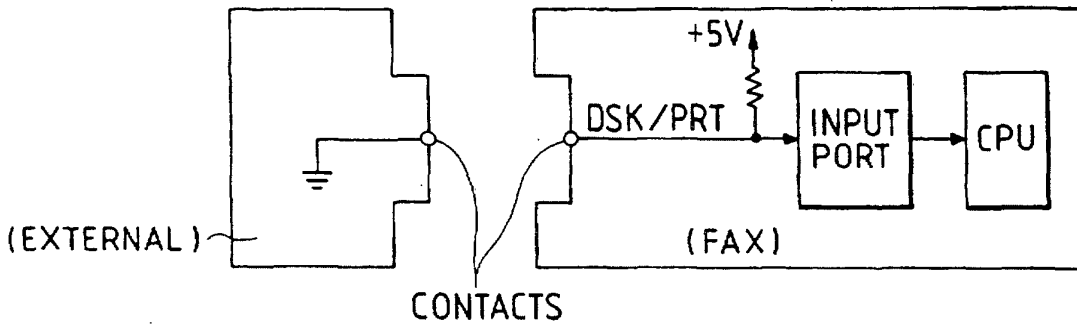 +5V
DSK/PRT
INPUT
PORT
CPU
(EXTERNAL)
(FAX)
CONTACTS